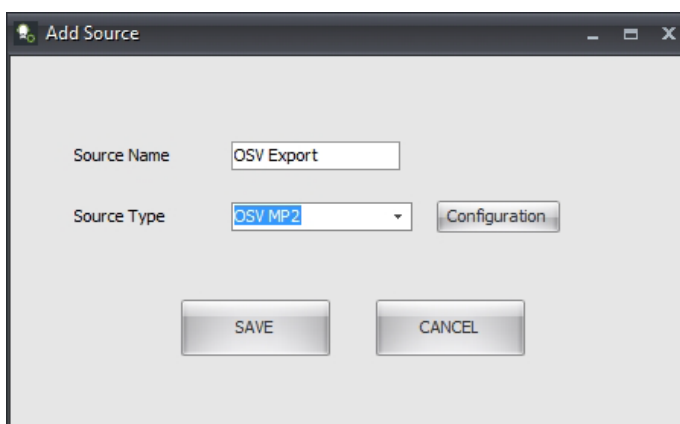 Add Source
Source Name OSV Export
Source Type OSV MP2 Configuration
SAVE CANCEL